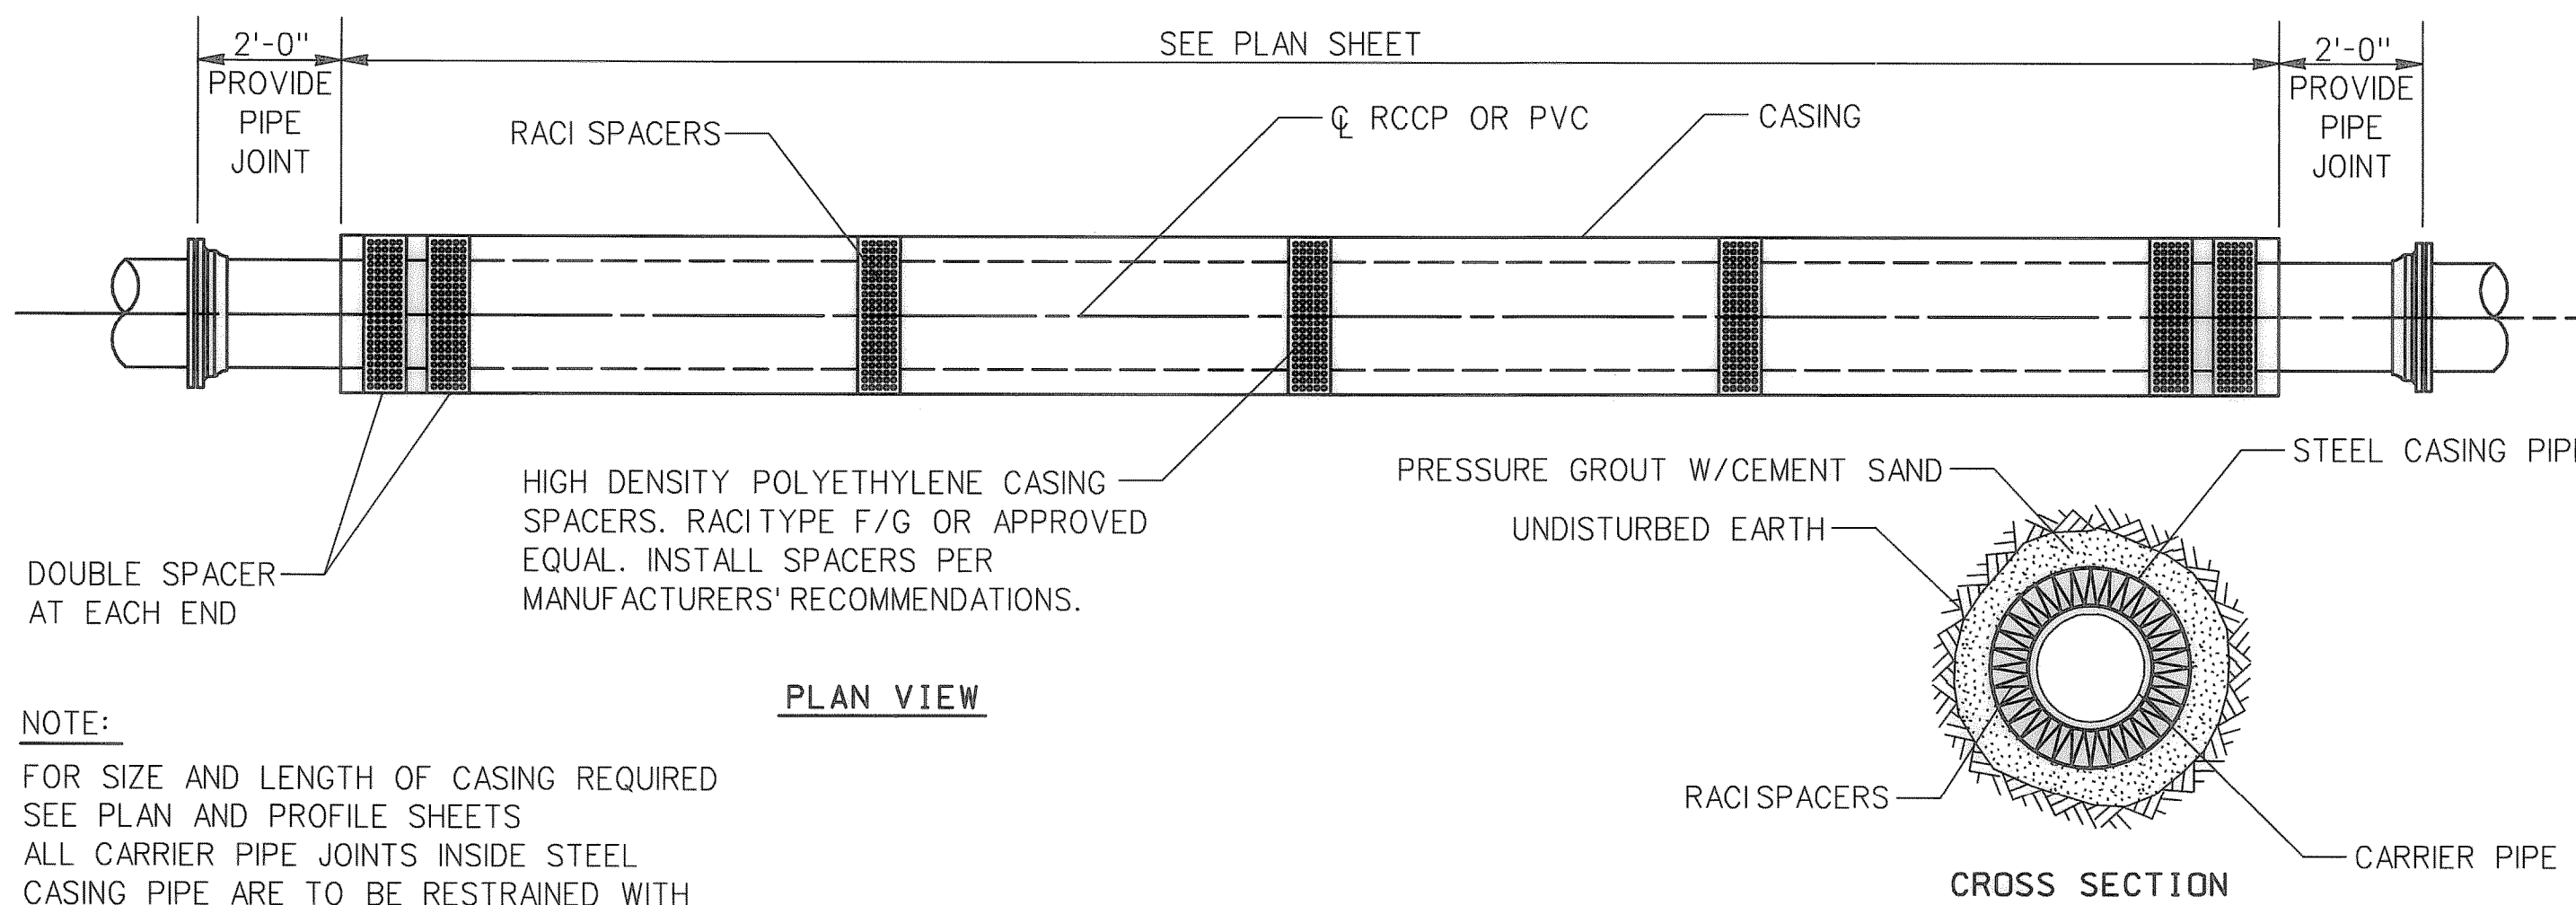 2'-0"
PROVIDE
PIPE
JOINT
SEE PLAN SHEET
2'-0"
PROVIDE
PIPE
JOINT
RACI SPACERS
℄ RCCP OR PVC
CASING
HIGH DENSITY POLYETHYLENE CASING
SPACERS. RACI TYPE F/G OR APPROVED
EQUAL. INSTALL SPACERS PER
MANUFACTURERS' RECOMMENDATIONS.
DOUBLE SPACER
AT EACH END
PLAN VIEW
NOTE:
FOR SIZE AND LENGTH OF CASING REQUIRED
SEE PLAN AND PROFILE SHEETS
ALL CARRIER PIPE JOINTS INSIDE STEEL
CASING PIPE ARE TO BE RESTRAINED WITH
PRESSURE GROUT W/CEMENT SAND
STEEL CASING PIP
UNDISTURBED EARTH
RACI SPACERS
CARRIER PIPE
CROSS SECTION